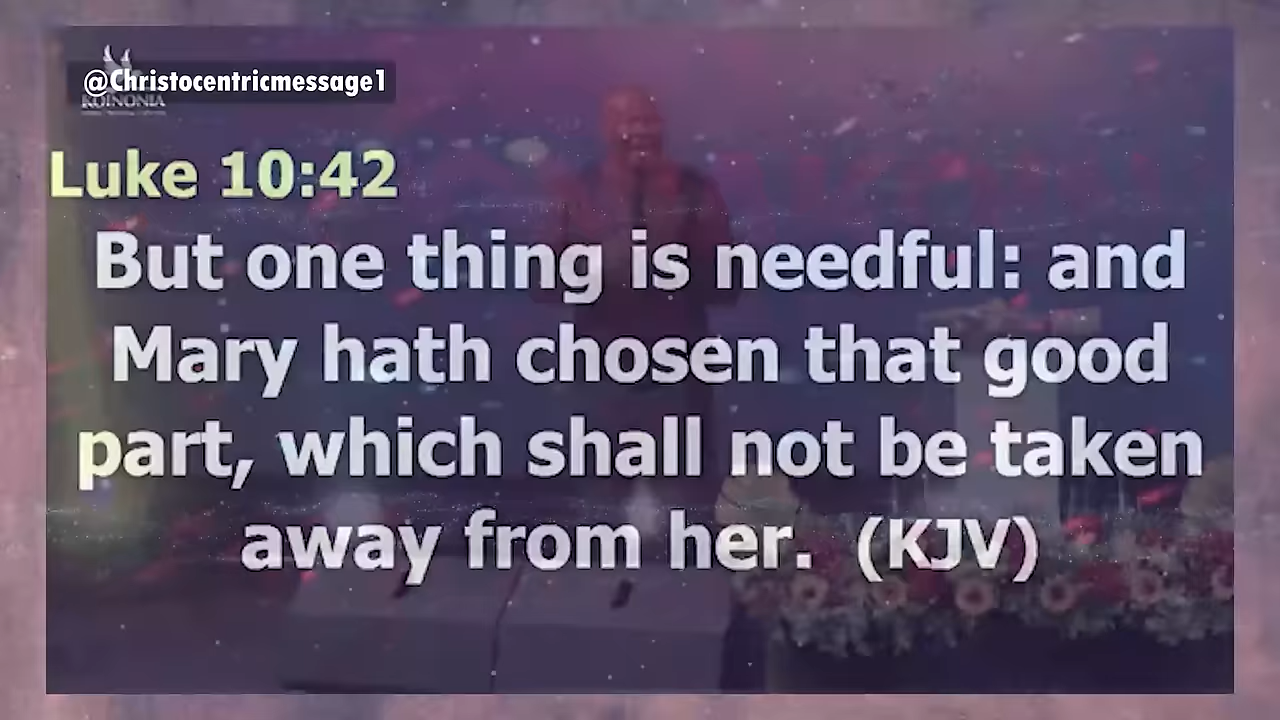 @Christocentricmessage1
KOINONIA
Luke 10:42
But one thing is needful: and
Mary hath chosen that good
part, which shall not be taken
away from her. (KJV)